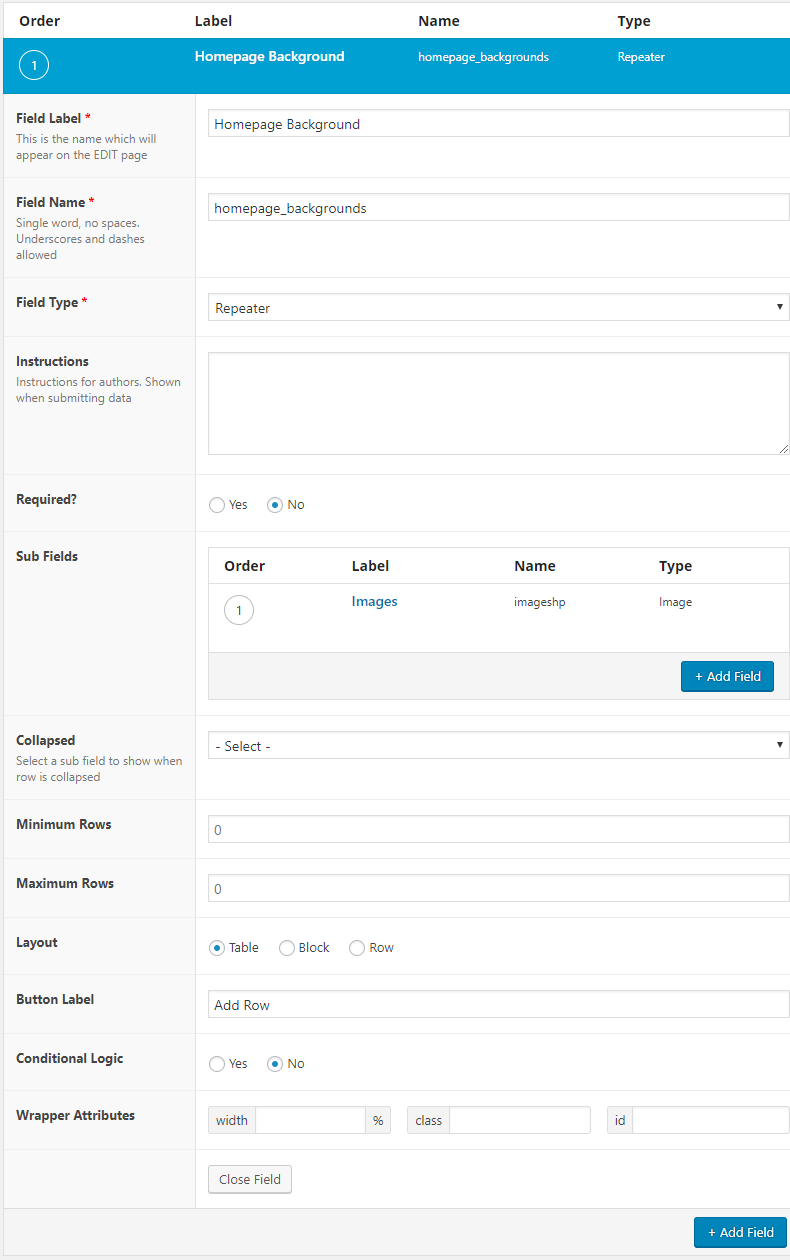 Order Label Name Type
1 Homepage Background homepage_backgrounds Repeater
Field Label *
This is the name which will
appear on the EDIT page
Homepage Background
Field Name *
Single word, no spaces.
Underscores and dashes
allowed
homepage_backgrounds
Field Type *
Repeater
Instructions
Instructions for authors. Shown
when submitting data
Required?
Yes No
Sub Fields
Order Label Name Type
1 Images imageshp Image
+ Add Field
Collapsed
Select a sub field to show when
row is collapsed
- Select -
Minimum Rows
0
Maximum Rows
0
Layout
Table Block Row
Button Label
Add Row
Conditional Logic
Yes No
Wrapper Attributes
width % class id
Close Field
+ Add Field